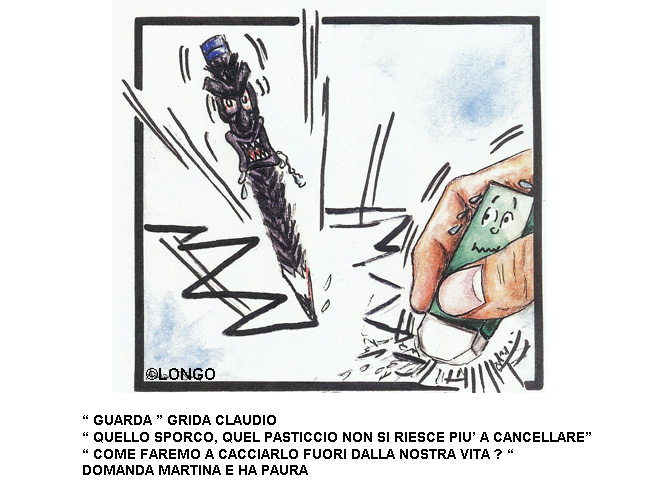 ©LONGO
“ GUARDA ” GRIDA CLAUDIO
“ QUELLO SPORCO, QUEL PASTICCIO NON SI RIESCE PIU’ A CANCELLARE”
“ COME FAREMO A CACCIARLO FUORI DALLA NOSTRA VITA ? “
DOMANDA MARTINA E HA PAURA